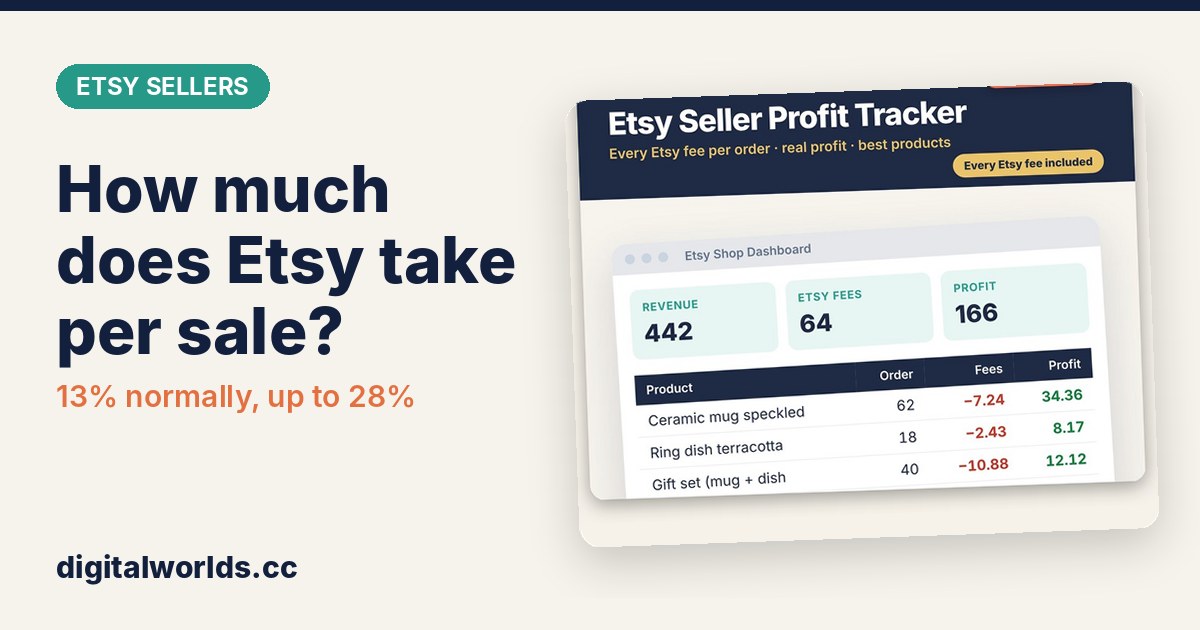 ETSY SELLERS
How much
does Etsy take
per sale?
13% normally, up to 28%
digitalworlds.cc
Etsy Seller Profit Tracker
Every Etsy fee per order · real profit · best products
Every Etsy fee included
Etsy Shop Dashboard
REVENUE
442
ETSY FEES
64
PROFIT
166
Product Order Fees Profit
Ceramic mug speckled 62 −7.24 34.36
Ring dish terracotta 18 −2.43 8.17
Gift set (mug + dish 40 −10.88 12.12